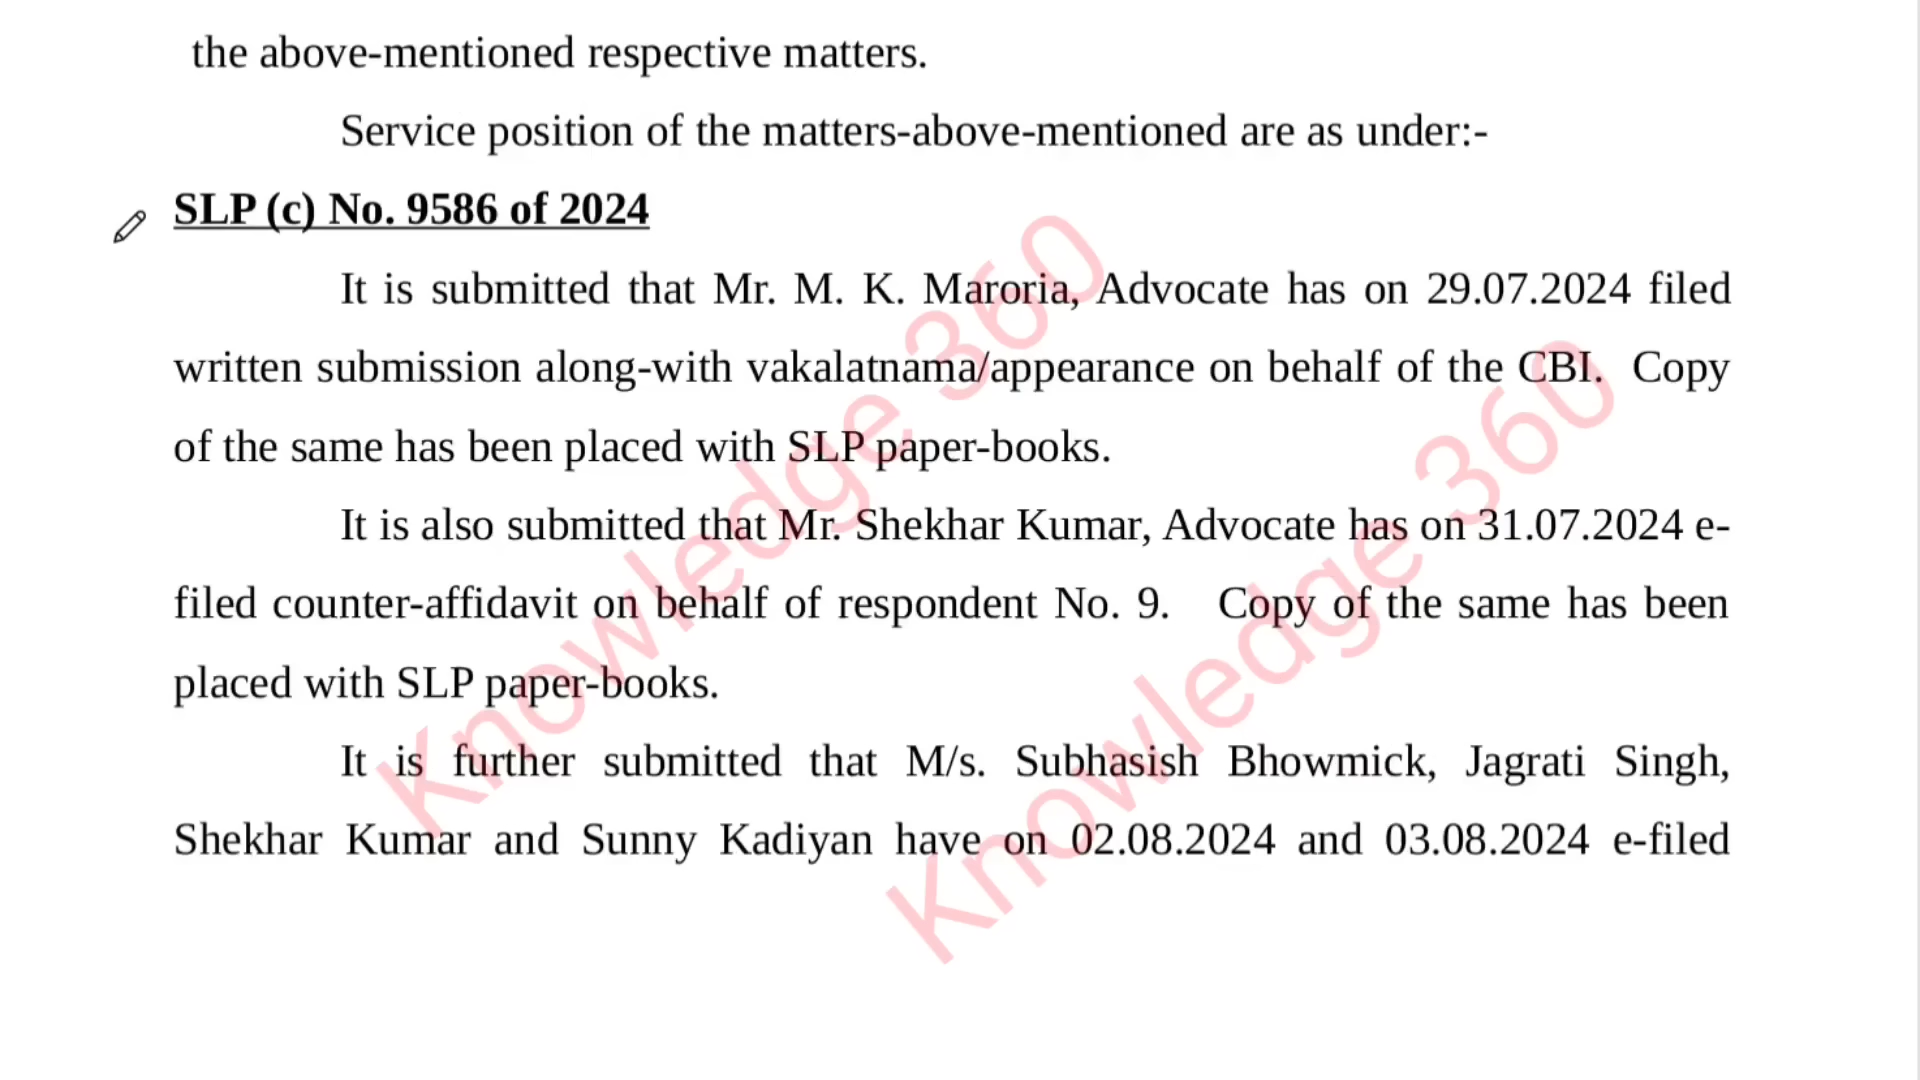 the above-mentioned respective matters.
Service position of the matters-above-mentioned are as under:-
SLP (c) No. 9586 of 2024
It is submitted that Mr. M. K. Maroria, Advocate has on 29.07.2024 filed
written submission along-with vakalatnama/appearance on behalf of the CBI. Copy
of the same has been placed with SLP paper-books.
It is also submitted that Mr. Shekhar Kumar, Advocate has on 31.07.2024 e-
filed counter-affidavit on behalf of respondent No. 9. Copy of the same has been
placed with SLP paper-books.
It is further submitted that M/s. Subhasish Bhowmick, Jagrati Singh,
Shekhar Kumar and Sunny Kadiyan have on 02.08.2024 and 03.08.2024 e-filed
Knowledge 360
Knowledge 360